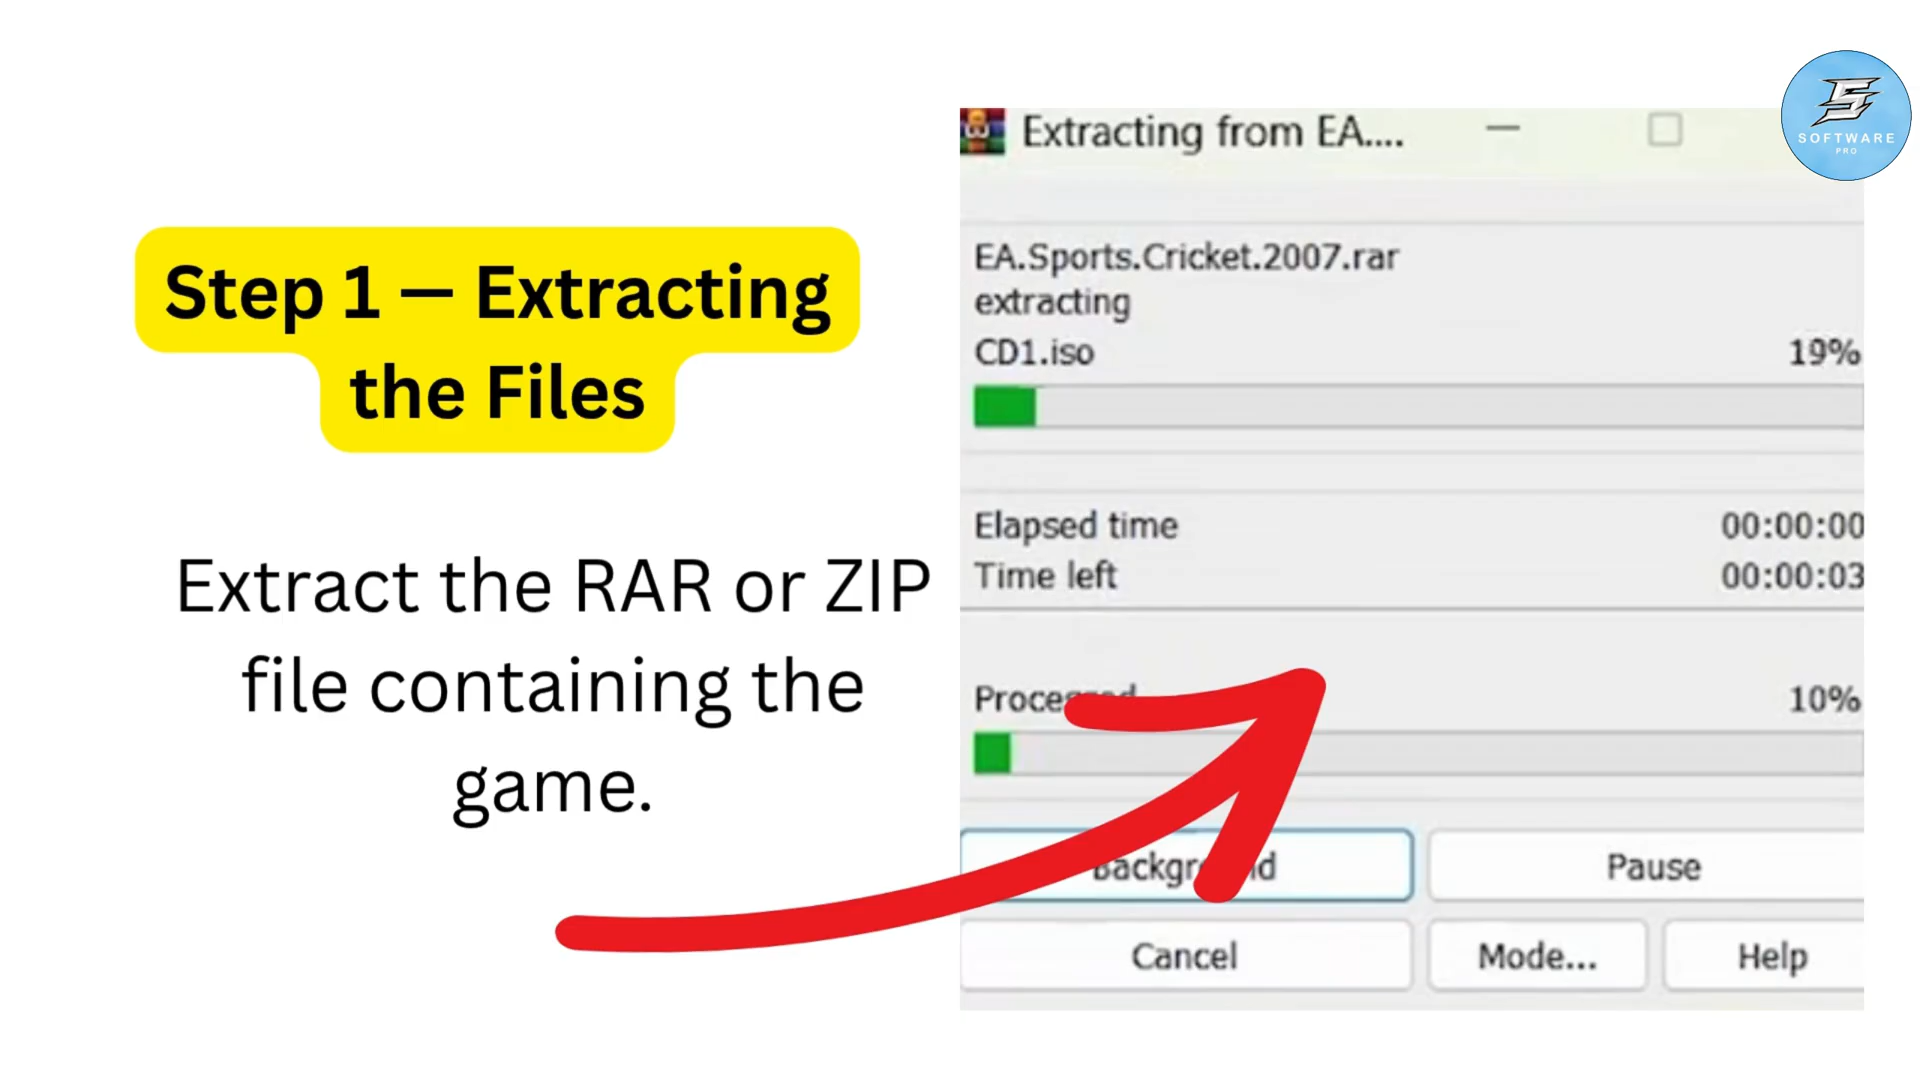 Step 1 — Extracting
the Files
Extract the RAR or ZIP
file containing the
game.
Extracting from EA....
EA.Sports.Cricket.2007.rar
extracting
CD1.iso 19%
Elapsed time 00:00:00
Time left 00:00:03
Processed 10%
Background Pause
Cancel Mode... Help
SOFTWARE
PRO